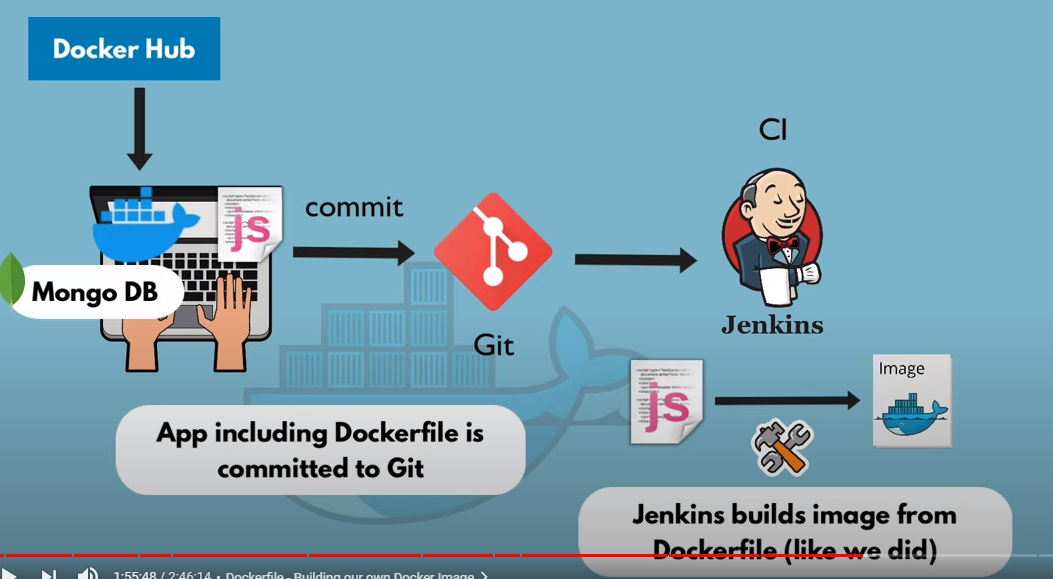 Docker Hub
CI
js
commit
Mongo DB
Git
Jenkins
js
Image
App including Dockerfile is
committed to Git
Jenkins builds image from
Dockerfile (like we did)
1:55:48 / 2:46:14 • Dockerfile - Building our own Docker Image